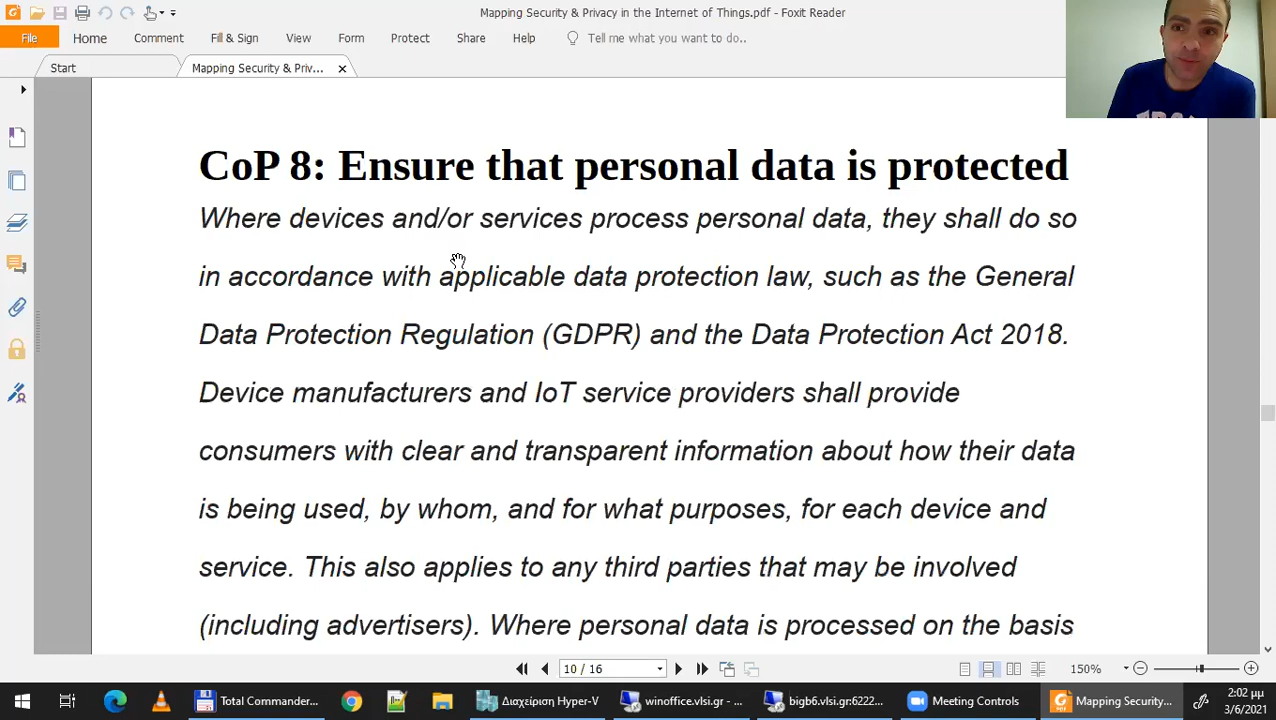 Mapping Security & Privacy in the Internet of Things.pdf - Foxit Reader
File Home Comment Fill & Sign View Form Protect Share Help Tell me what you want to do..
Start Mapping Security & Priv...
CoP 8: Ensure that personal data is protected
Where devices and/or services process personal data, they shall do so
in accordance with applicable data protection law, such as the General
Data Protection Regulation (GDPR) and the Data Protection Act 2018.
Device manufacturers and IoT service providers shall provide
consumers with clear and transparent information about how their data
is being used, by whom, and for what purposes, for each device and
service. This also applies to any third parties that may be involved
(including advertisers). Where personal data is processed on the basis
10 / 16 150%
Total Commander... Διαχείριση Hyper-V winoffice.vlsi.gr - ... bigb6.vlsi.gr:6222... Meeting Controls Mapping Security... 2:02 μμ
3/6/2021